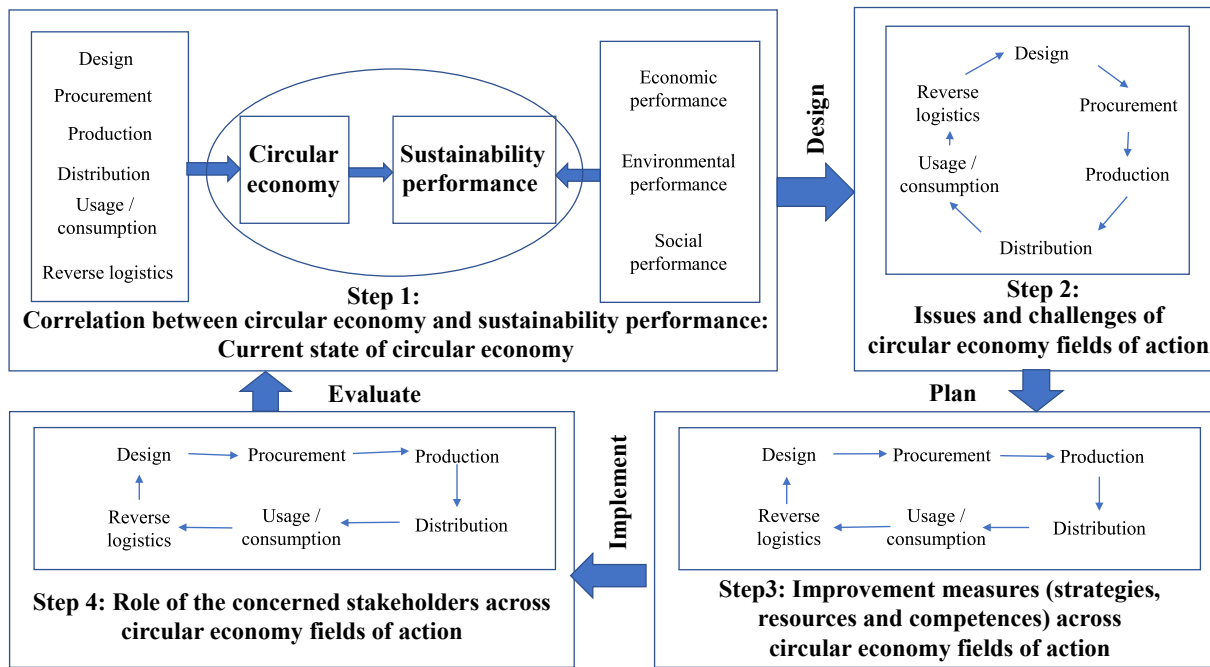 Design
Procurement
Production
Distribution
Usage /
consumption
Reverse logistics
Circular
economy
Sustainability
performance
Economic
performance
Environmental
performance
Social
performance
Step 1:
Correlation between circular economy and sustainability performance:
Current state of circular economy
Design
Design
Procurement
Production
Distribution
Usage /
consumption
Reverse
logistics
Step 2:
Issues and challenges of
circular economy fields of action
Plan
Design
Procurement
Production
Distribution
Usage /
consumption
Reverse
logistics
Step3: Improvement measures (strategies,
resources and competences) across
circular economy fields of action
Implement
Design
Procurement
Production
Distribution
Usage /
consumption
Reverse
logistics
Step 4: Role of the concerned stakeholders across
circular economy fields of action
Evaluate